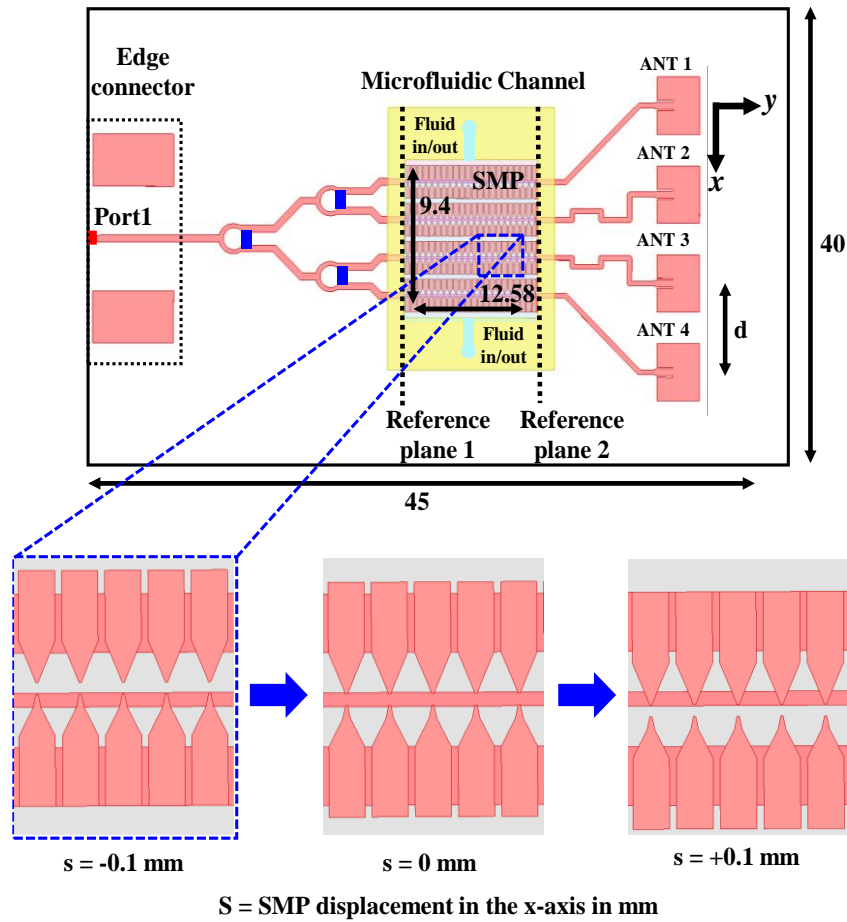 Edge
connector
Port1
Microfluidic Channel
Fluid
in/out
SMP
9.4
12.58
Fluid
in/out
Reference
plane 1
Reference
plane 2
ANT 1
ANT 2
ANT 3
ANT 4
y
x
d
40
45
s = -0.1 mm
s = 0 mm
s = +0.1 mm
S = SMP displacement in the x-axis in mm